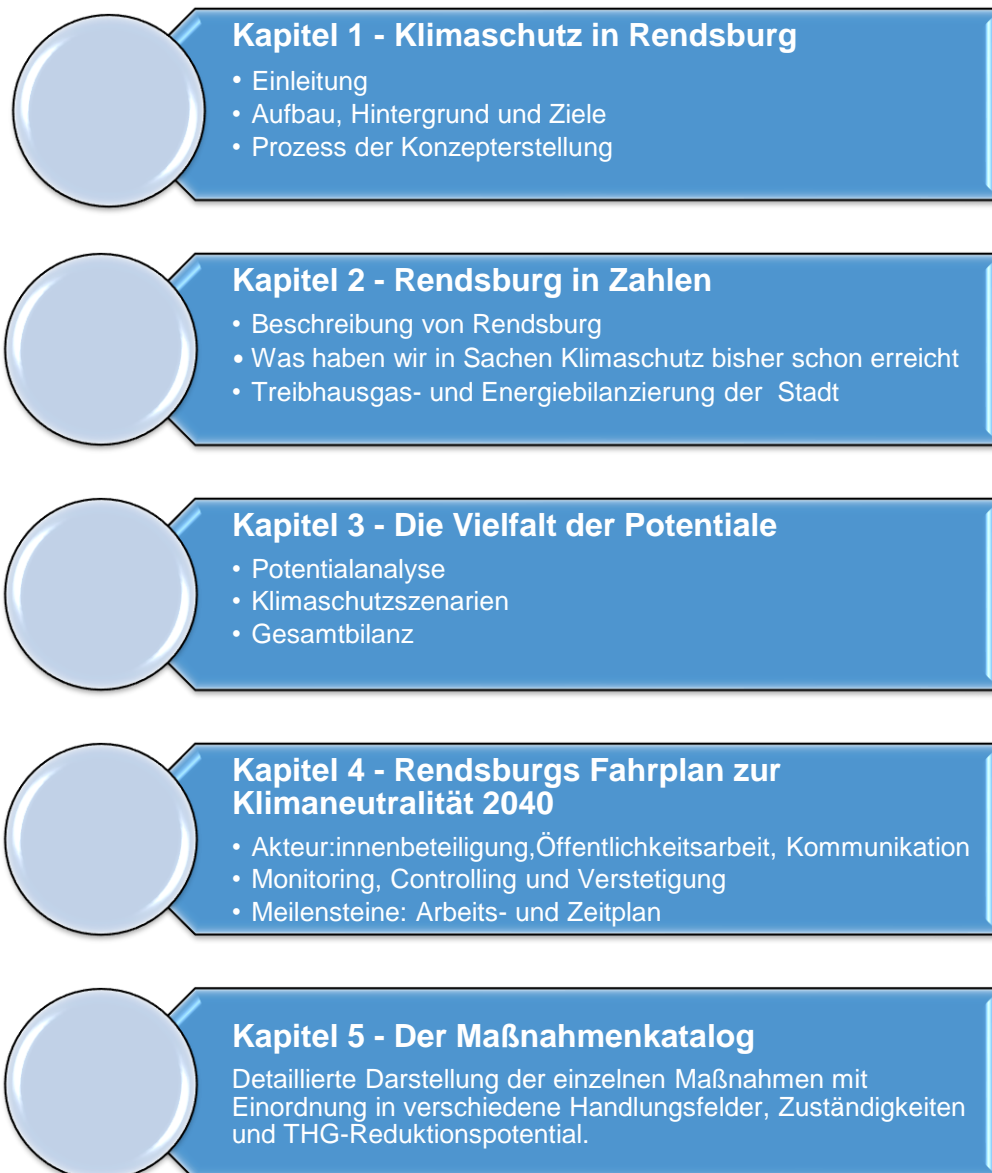 Kapitel 1 - Klimaschutz in Rendsburg
• Einleitung
• Aufbau, Hintergrund und Ziele
• Prozess der Konzepterstellung
Kapitel 2 - Rendsburg in Zahlen
• Beschreibung von Rendsburg
• Was haben wir in Sachen Klimaschutz bisher schon erreicht
• Treibhausgas- und Energiebilanzierung der  Stadt
Kapitel 3 - Die Vielfalt der Potentiale
• Potentialanalyse
• Klimaschutzszenarien
• Gesamtbilanz
Kapitel 4 - Rendsburgs Fahrplan zur
Klimaneutralität 2040
• Akteur:innenbeteiligung,Öffentlichkeitsarbeit, Kommunikation
• Monitoring, Controlling und Verstetigung
• Meilensteine: Arbeits- und Zeitplan
Kapitel 5 - Der Maßnahmenkatalog
Detaillierte Darstellung der einzelnen Maßnahmen mit
Einordnung in verschiedene Handlungsfelder, Zuständigkeiten
und THG-Reduktionspotential.